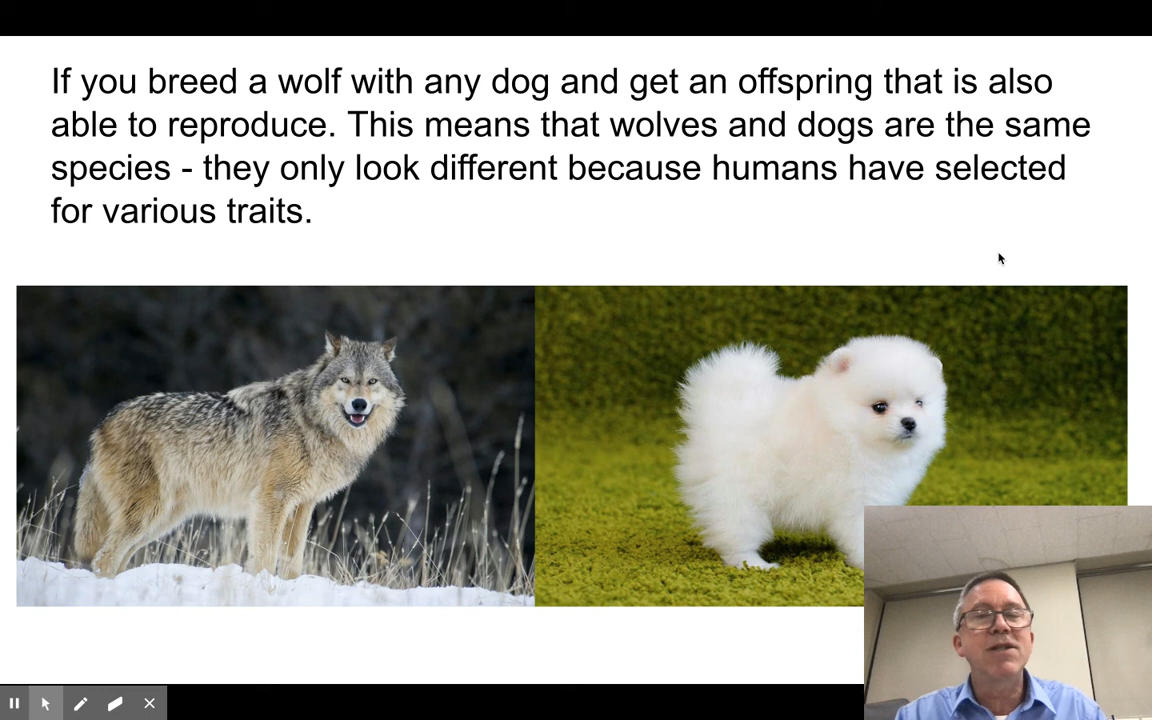 If you breed a wolf with any dog and get an offspring that is also
able to reproduce. This means that wolves and dogs are the same
species - they only look different because humans have selected
for various traits.